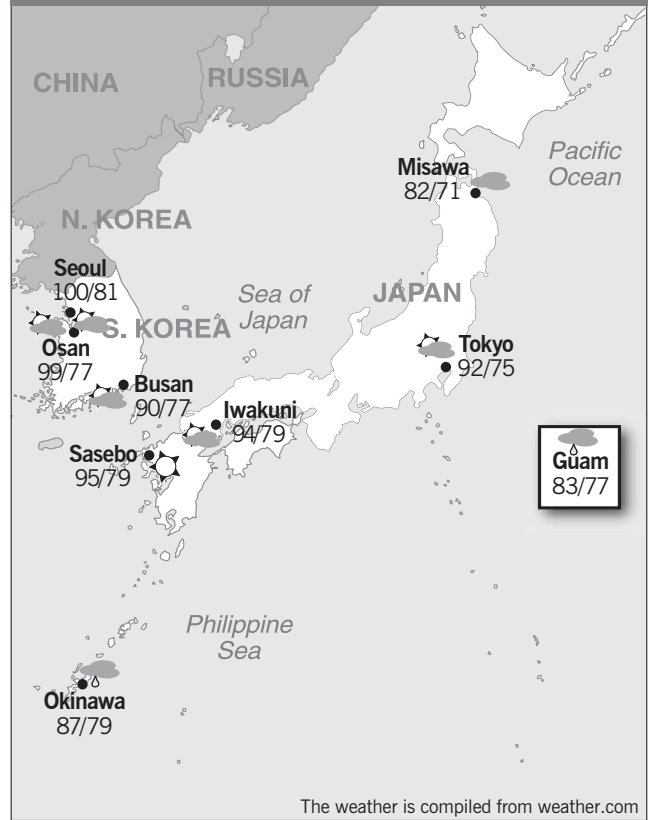 CHINA
RUSSIA
Pacific
Ocean
Misawa
82/71
N. KOREA
Seoul
100/81
Sea of
Japan
JAPAN
S. KOREA
Osan
99/77
Tokyo
92/75
Busan
90/77
Iwakuni
94/79
Sasebo
95/79
Guam
83/77
Philippine
Sea
Okinawa
87/79
The weather is compiled from weather.com